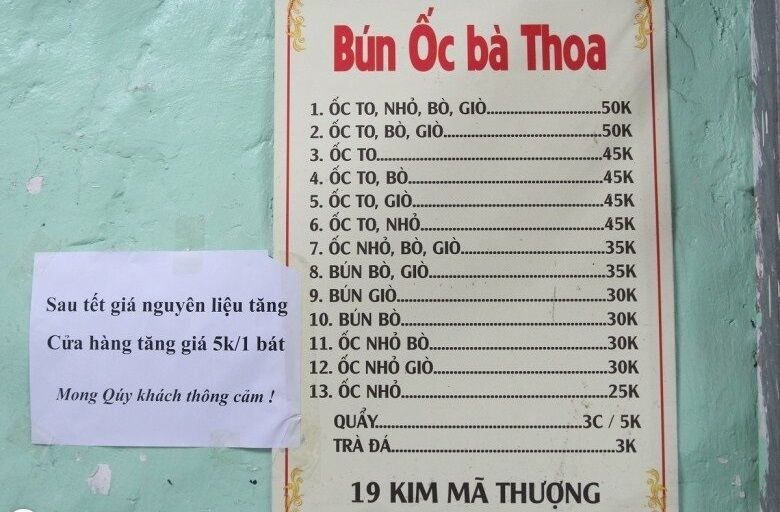 Bún Ốc bà Thoa
1. ỐC TO, NHỎ, BÒ, GIÒ.....................50K
2. ỐC TO, BÒ, GIÒ.............................50K
3. ỐC TO.............................................45K
4. ỐC TO, BÒ......................................45K
5. ỐC TO, GIÒ.....................................45K
6. ỐC TO, NHỎ....................................45K
7. ỐC NHỎ, BÒ, GIÒ............................35K
8. BÚN BÒ, GIÒ...................................35K
9. BÚN GIÒ.........................................30K
10. BÚN BÒ........................................30K
11. ỐC NHỎ BÒ..................................30K
12. ỐC NHỎ GIÒ.................................30K
13. ỐC NHỎ........................................25K
QUẨY.........................................3C / 5K
TRÀ ĐÁ...........................................3K
19 KIM MÃ THƯỢNG
Sau tết giá nguyên liệu tăng
Cửa hàng tăng giá 5k/1 bát
Mong Qúy khách thông cảm !